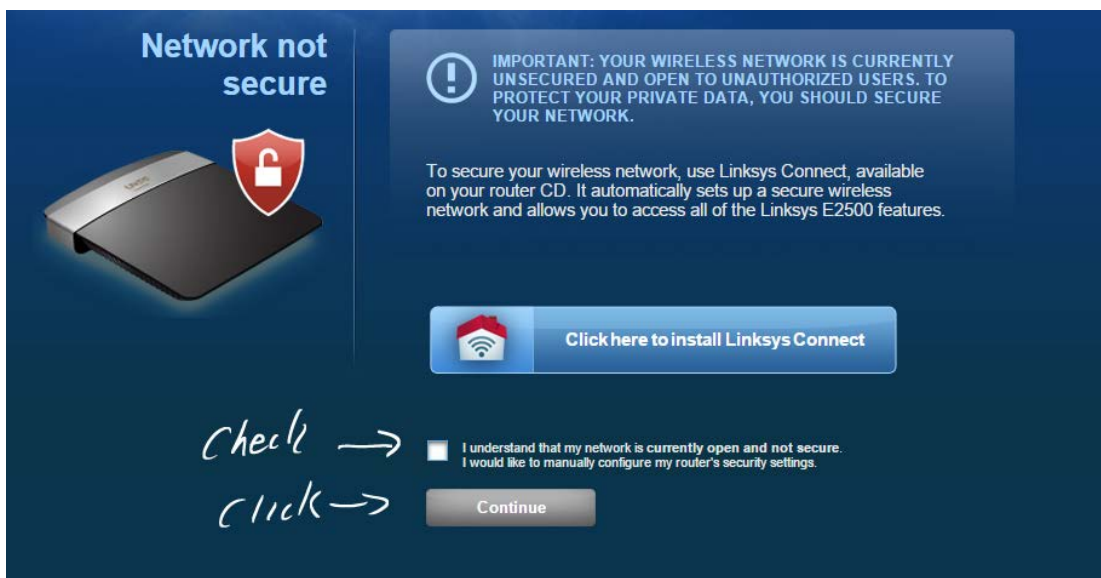 Network not
secure
IMPORTANT: YOUR WIRELESS NETWORK IS CURRENTLY
UNSECURED AND OPEN TO UNAUTHORIZED USERS. TO
PROTECT YOUR PRIVATE DATA, YOU SHOULD SECURE
YOUR NETWORK.
To secure your wireless network, use Linksys Connect, available
on your router CD. It automatically sets up a secure wireless
network and allows you to access all of the Linksys E2500 features.
Click here to install Linksys Connect
Check →
I understand that my network is currently open and not secure.
I would like to manually configure my router's security settings.
Click →
Continue